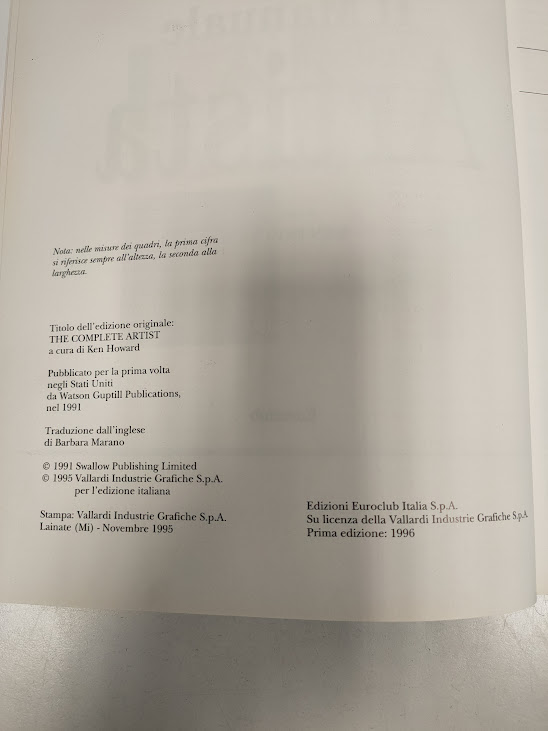 Nota: nelle misure dei quadri, la prima cifra
si riferisce sempre all'altezza, la seconda alla
larghezza.
Titolo dell'edizione originale:
THE COMPLETE ARTIST
a cura di Ken Howard
Pubblicato per la prima volta
negli Stati Uniti
da Watson Guptill Publications,
nel 1991
Traduzione dall'inglese
di Barbara Marano
© 1991 Swallow Publishing Limited
© 1995 Vallardi Industrie Grafiche S.p.A.
per l'edizione italiana
Stampa: Vallardi Industrie Grafiche S.p.A.
Lainate (Mi) - Novembre 1995
Edizioni Euroclub Italia S.p.A.
Su licenza della Vallardi Industrie Grafiche S.p.A
Prima edizione: 1996